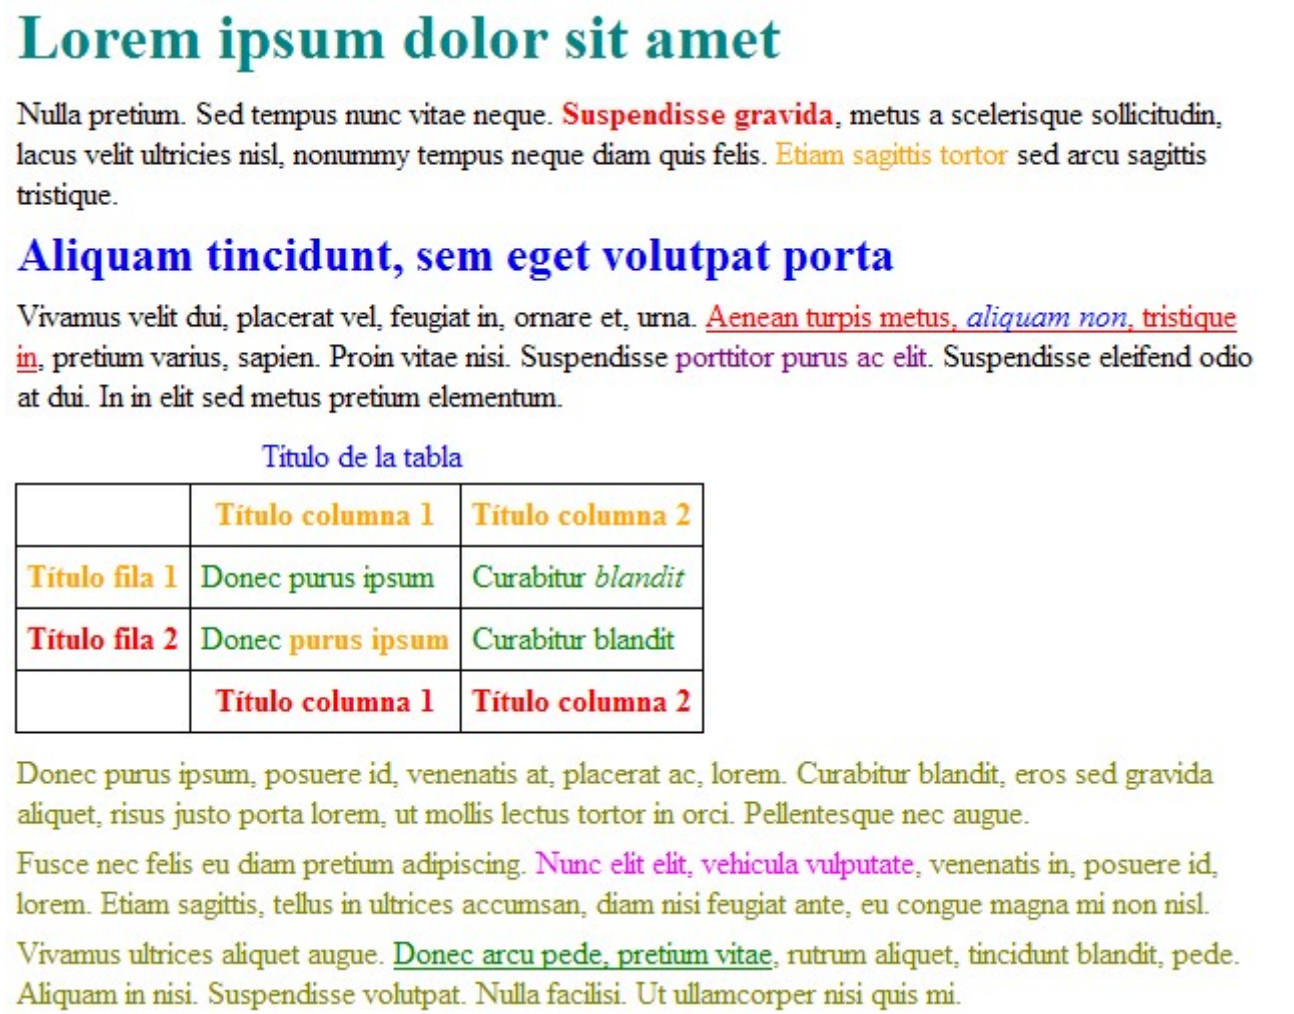 Lorem ipsum dolor sit amet
Nulla pretium. Sed tempus nunc vitae neque. Suspendisse gravida, metus a scelerisque sollicitudin,
lacus velit ultricies nisl, nonummy tempus neque diam quis felis. Etiam sagittis tortor sed arcu sagittis
tristique.
Aliquam tincidunt, sem eget volutpat porta
Vivamus velit dui, placerat vel, feugiat in, ornare et, urna. Aenean turpis metus, aliquam non, tristique
in, pretium varius, sapien. Proin vitae nisi. Suspendisse porttitor purus ac elit. Suspendisse eleifend odio
at dui. In in elit sed metus pretium elementum.
Título de la tabla
Título columna 1 Título columna 2
Título fila 1 Donec purus ipsum Curabitur blandit
Título fila 2 Donec purus ipsum Curabitur blandit
Título columna 1 Título columna 2
Donec purus ipsum, posuere id, venenatis at, placerat ac, lorem. Curabitur blandit, eros sed gravida
aliquet, risus justo porta lorem, ut mollis lectus tortor in orci. Pellentesque nec augue.
Fusce nec felis eu diam pretium adipiscing. Nunc elit elit, vehicula vulputate, venenatis in, posuere id,
lorem. Etiam sagittis, tellus in ultrices accumsan, diam nisi feugiat ante, eu congue magna mi non nisl.
Vivamus ultrices aliquet augue. Donec arcu pede, pretium vitae, rutrum aliquet, tincidunt blandit, pede.
Aliquam in nisi. Suspendisse volutpat. Nulla facilisi. Ut ullamcorper nisi quis mi.